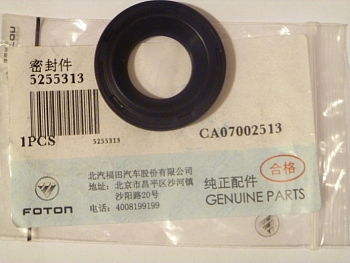 密封件
5255313
1PCS
5255313
CA07002513
北汽福田汽车股份有限公司
地址：北京市昌平区沙河镇
沙阳路20号
电话：4008199199
合格
纯正配件
GENUINE PARTS
FOTON